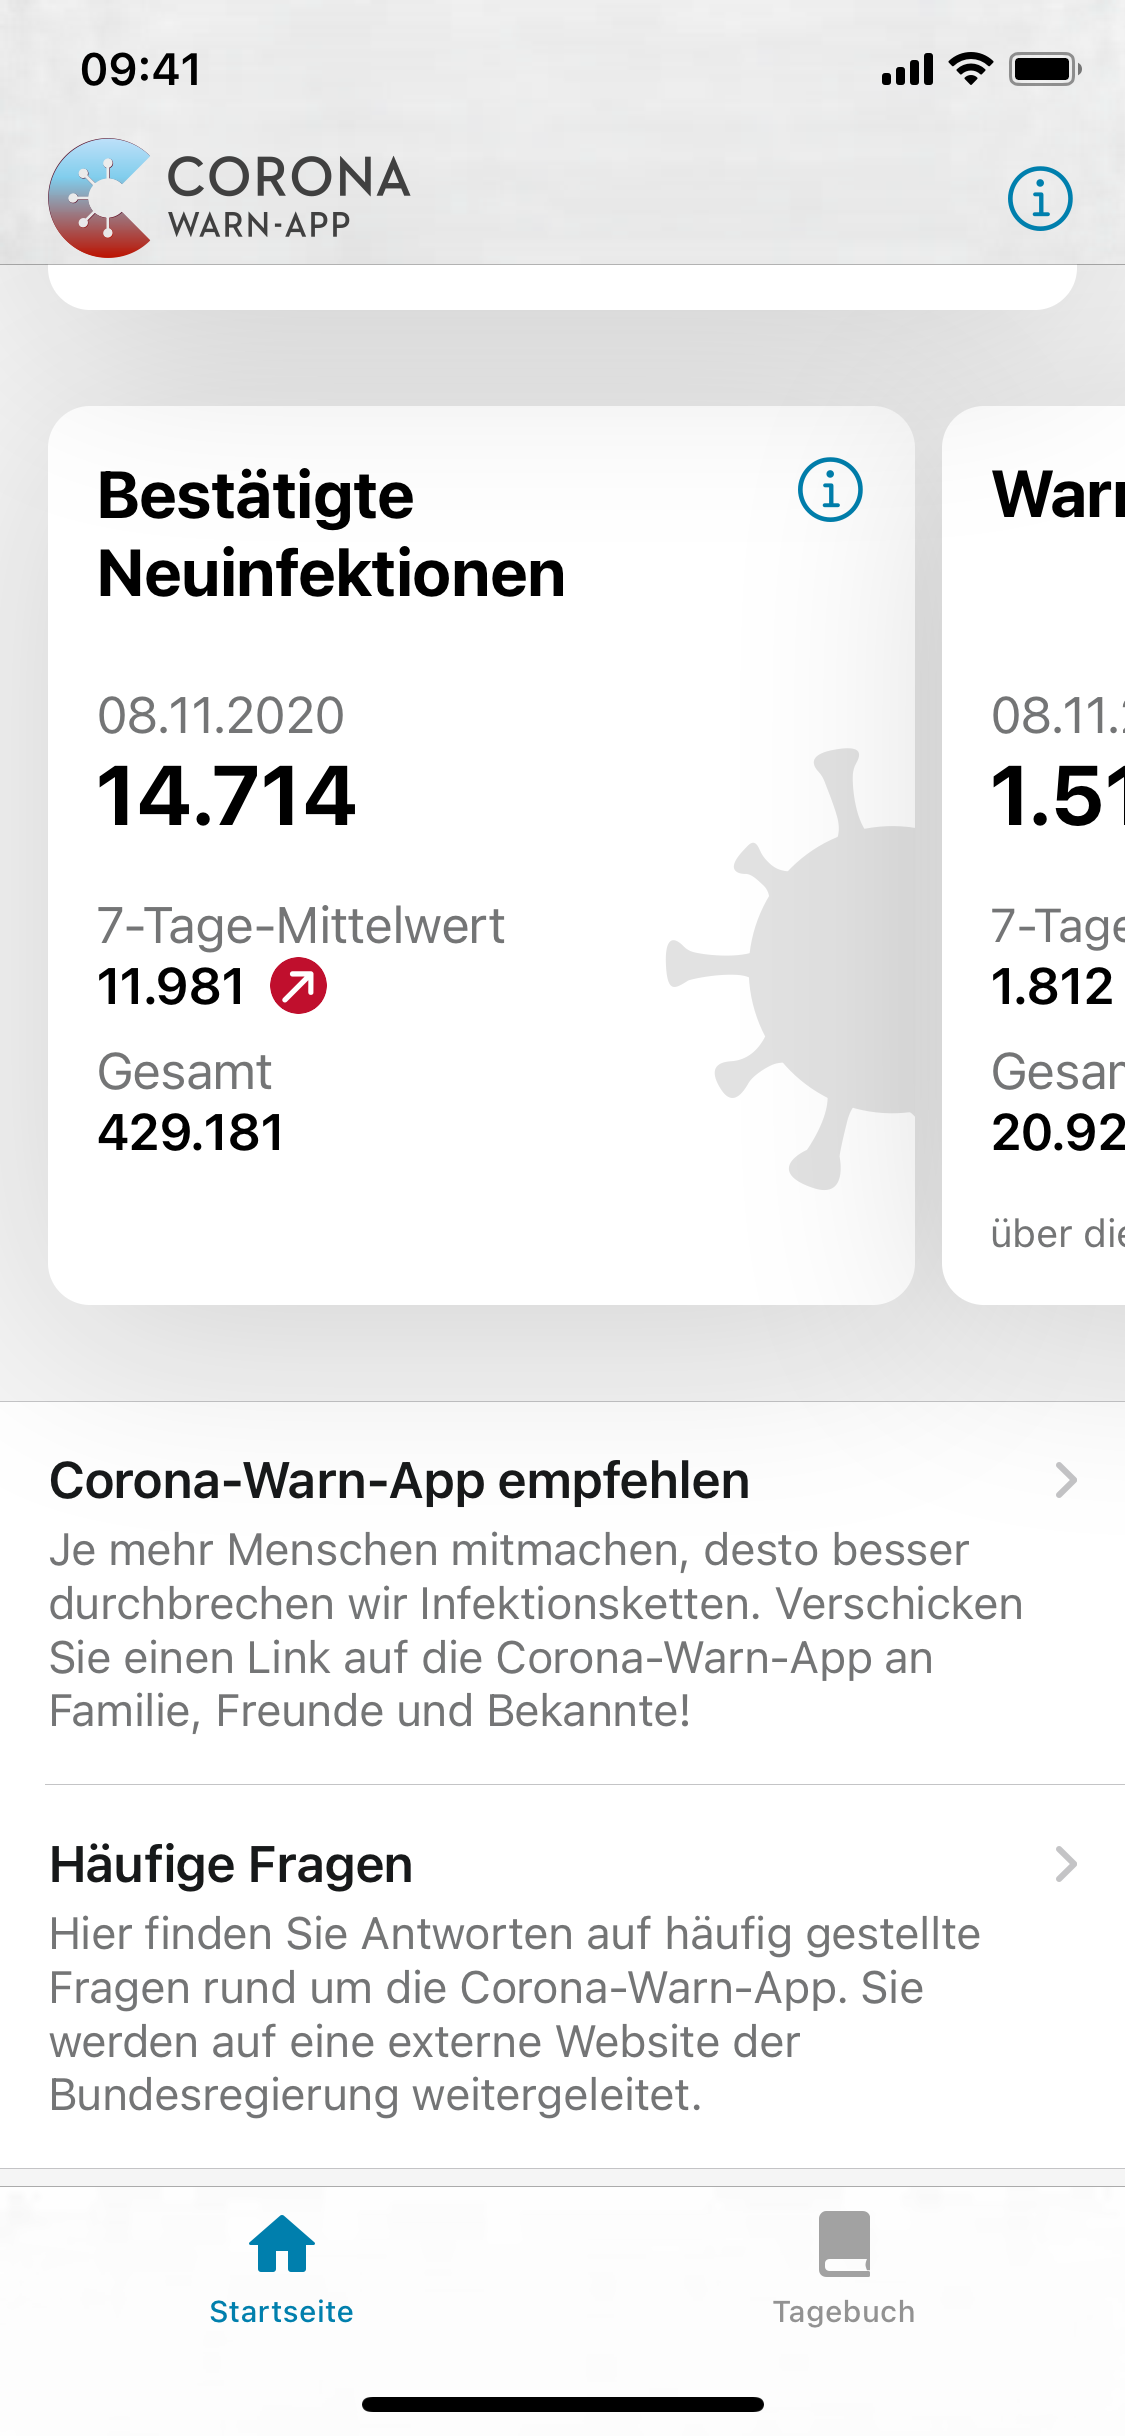 09:41
CORONA
WARN-APP
Bestätigte
Neuinfektionen
08.11.2020
14.714
7-Tage-Mittelwert
11.981
Gesamt
429.181
08.11.
1.51
7-Tage
1.812
20.92
über die
Corona-Warn-App empfehlen
Je mehr Menschen mitmachen, desto besser
durchbrechen wir Infektionsketten. Verschicken
Sie einen Link auf die Corona-Warn-App an
Familie, Freunde und Bekannte!
Häufige Fragen
Hier finden Sie Antworten auf häufig gestellte
Fragen rund um die Corona-Warn-App. Sie
werden auf eine externe Website der
Bundesregierung weitergeleitet.
Startseite
Tagebuch